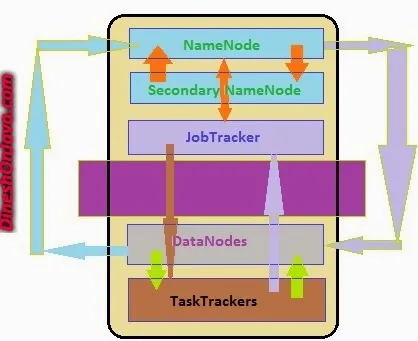 NameNode
Secondary NameNode
JobTracker
DataNodes
TaskTrackers
DineshOnJava.com